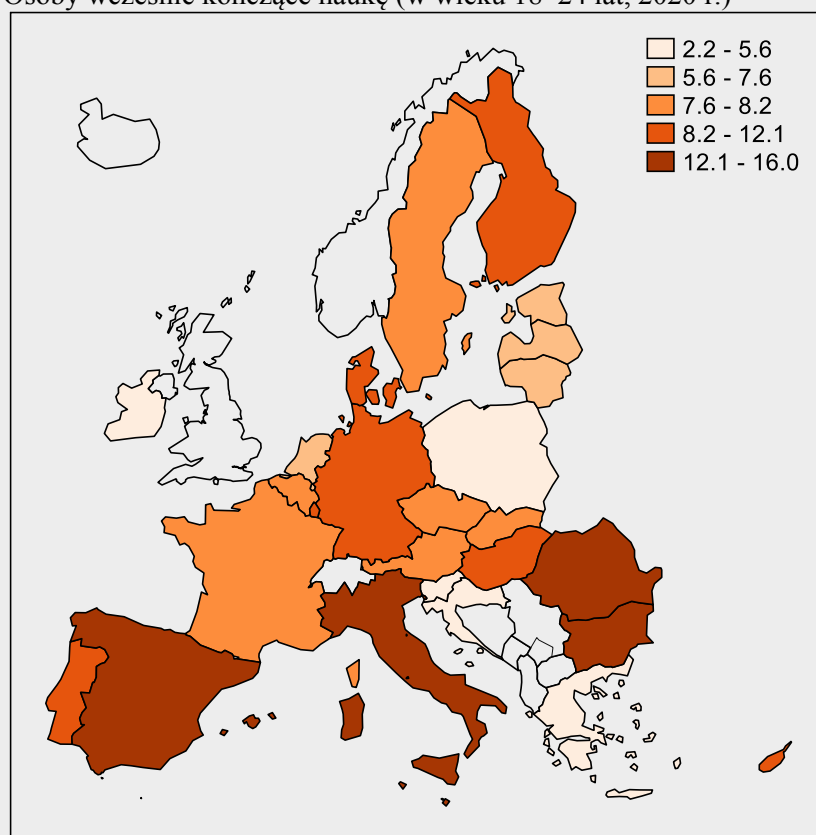 Osoby wcześnie kończące naukę (w wieku 18–24 lat, 2020 r.)
2.2 - 5.6
5.6 - 7.6
7.6 - 8.2
8.2 - 12.1
12.1 - 16.0